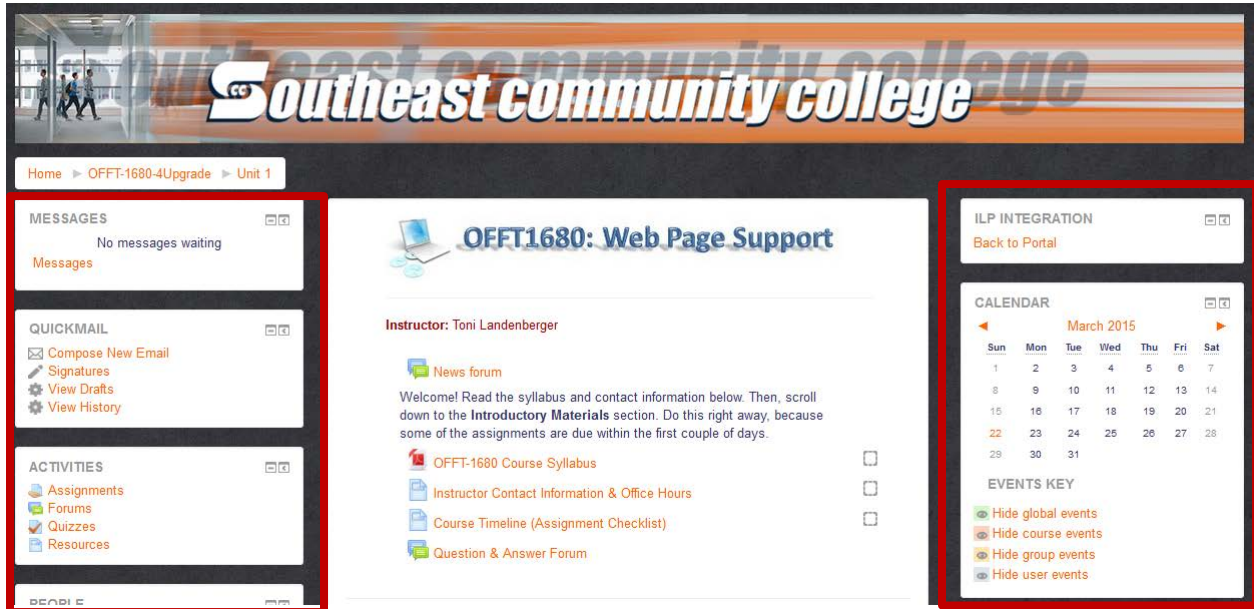 Southeast community college
Southeast community college
Home ► OFFT-1680-4Upgrade ► Unit 1
MESSAGES
No messages waiting
Messages
QUICKMAIL
Compose New Email
Signatures
View Drafts
View History
ACTIVITIES
Assignments
Forums
Quizzes
Resources
PEOPLE
OFFT1680: Web Page Support
Instructor: Toni Landenberger
News forum
Welcome! Read the syllabus and contact information below. Then, scroll
down to the Introductory Materials section. Do this right away, because
some of the assignments are due within the first couple of days.
OFFT-1680 Course Syllabus
Instructor Contact Information & Office Hours
Course Timeline (Assignment Checklist)
Question & Answer Forum
ILP INTEGRATION
Back to Portal
CALENDAR
◄ March 2015 ►
Sun Mon Tue Wed Thu Fri Sat
1 2 3 4 5 6 7
8 9 10 11 12 13 14
15 16 17 18 19 20 21
22 23 24 25 26 27 28
29 30 31
EVENTS KEY
Hide global events
Hide course events
Hide group events
Hide user events